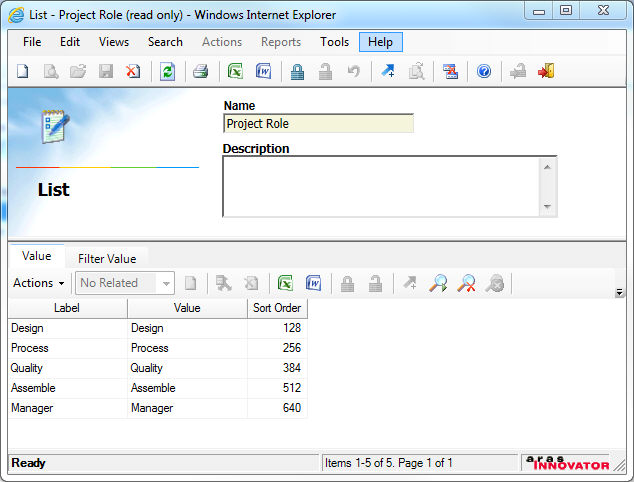 List - Project Role (read only) - Windows Internet Explorer
File Edit Views Search Actions Reports Tools Help
Name
Project Role
List
Description
Value Filter Value
Actions No Related
Label Value Sort Order
Design Design 128
Process Process 256
Quality Quality 384
Assemble Assemble 512
Manager Manager 640
Ready Items 1-5 of 5. Page 1 of 1 aras INNOVATOR